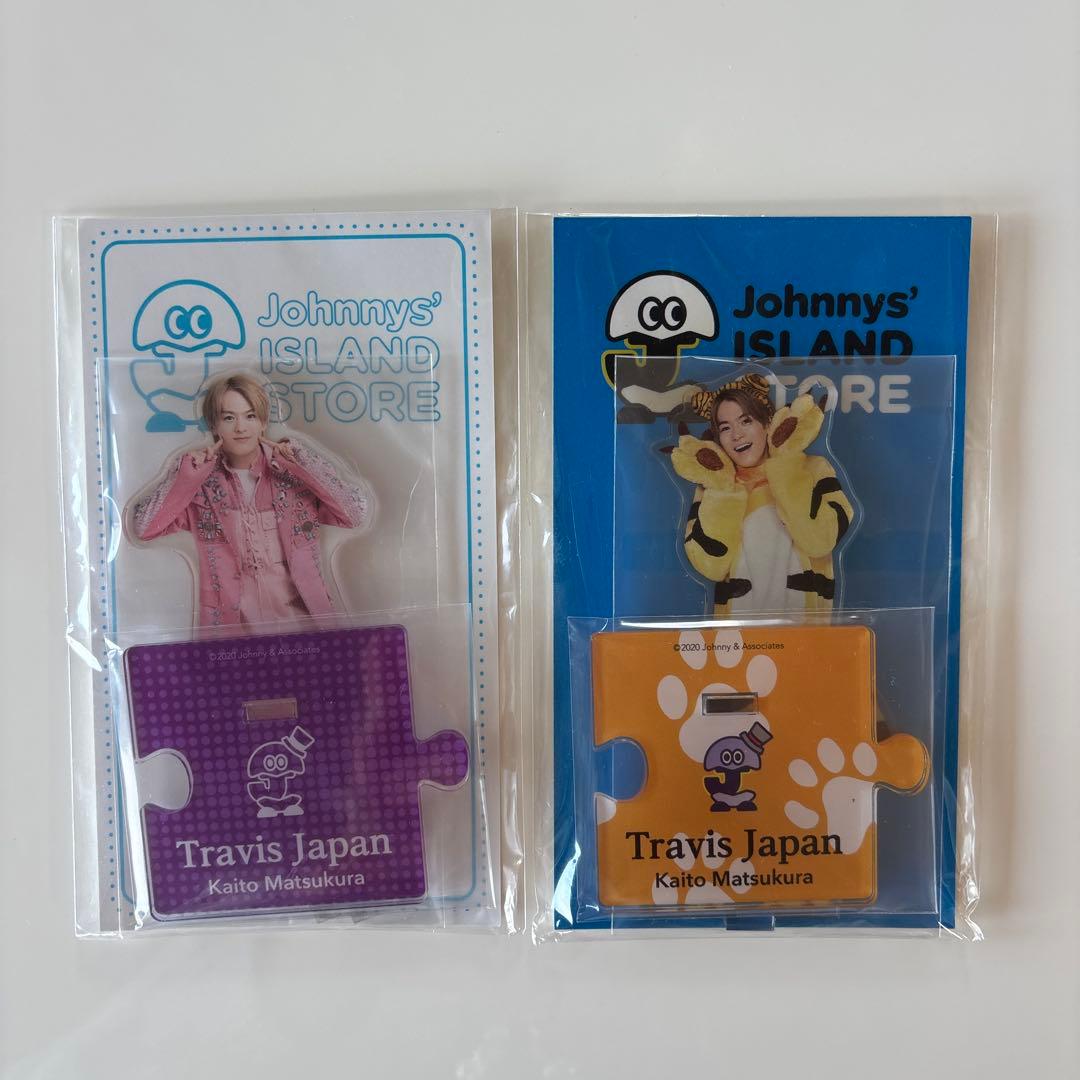 Johnnys'
ISLAND
STORE
©2020 Johnny & Associates
Travis Japan
Kaito Matsukura
Johnnys'
ISLAND
STORE
©2020 Johnny & Associates
Travis Japan
Kaito Matsukura